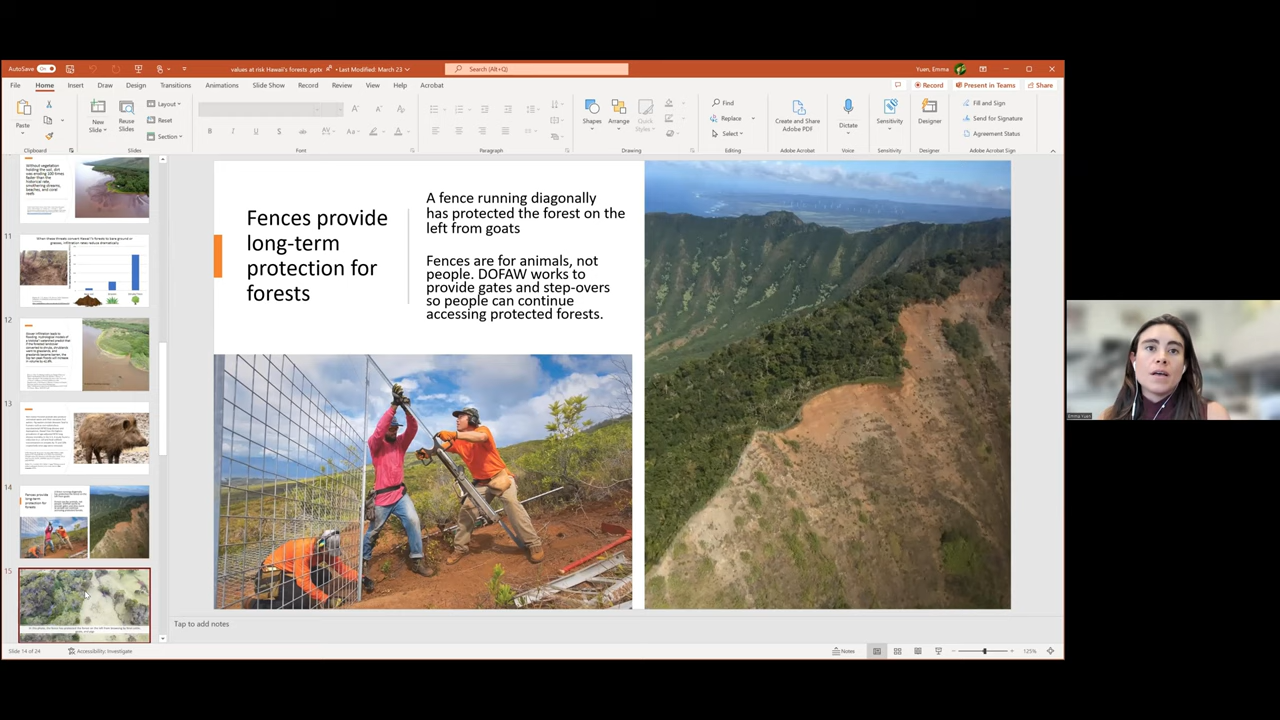 AutoSave
values at risk Hawaii's forests .pptx
Last Modified: March 23
Search (Alt+Q)
Yuen, Emma
File
Home
Insert
Draw
Design
Transitions
Animations
Slide Show
Record
Review
View
Help
Acrobat
Record
Present in Teams
Share
Paste
New
Slide
Reuse
Slides
Layout
Reset
Section
Shapes
Arrange
Quick
Styles
Find
Replace
Select
Create and Share
Adobe PDF
Dictate
Sensitivity
Designer
Fill and Sign
Send for Signature
Agreement Status
Clipboard
Slides
Font
Paragraph
Drawing
Editing
Adobe Acrobat
Voice
Sensitivity
Designer
Adobe Acrobat Sign
11
12
13
14
15
Fences provide
long-term
protection for
forests
A fence running diagonally
has protected the forest on the
left from goats
Fences are for animals, not
people. DOFAW works to
provide gates and step-overs
so people can continue
accessing protected forests.
Tap to add notes
Slide 14 of 24
Accessibility: Investigate
Notes
125%
Emma Yuen